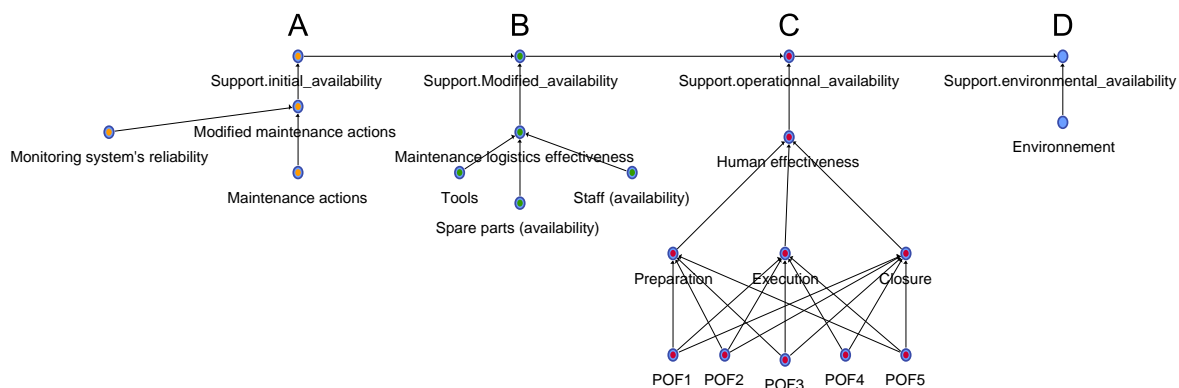 A B C D
Support.initial_availability Support.Modified_availability Support.operationnal_availability Support.environmental_availability
Modified maintenance actions
Monitoring system's reliability Maintenance logistics effectiveness Human effectiveness Environnement
Maintenance actions Tools Staff (availability)
Spare parts (availability)
Preparation Execution Closure
POF1 POF2 POF3 POF4 POF5